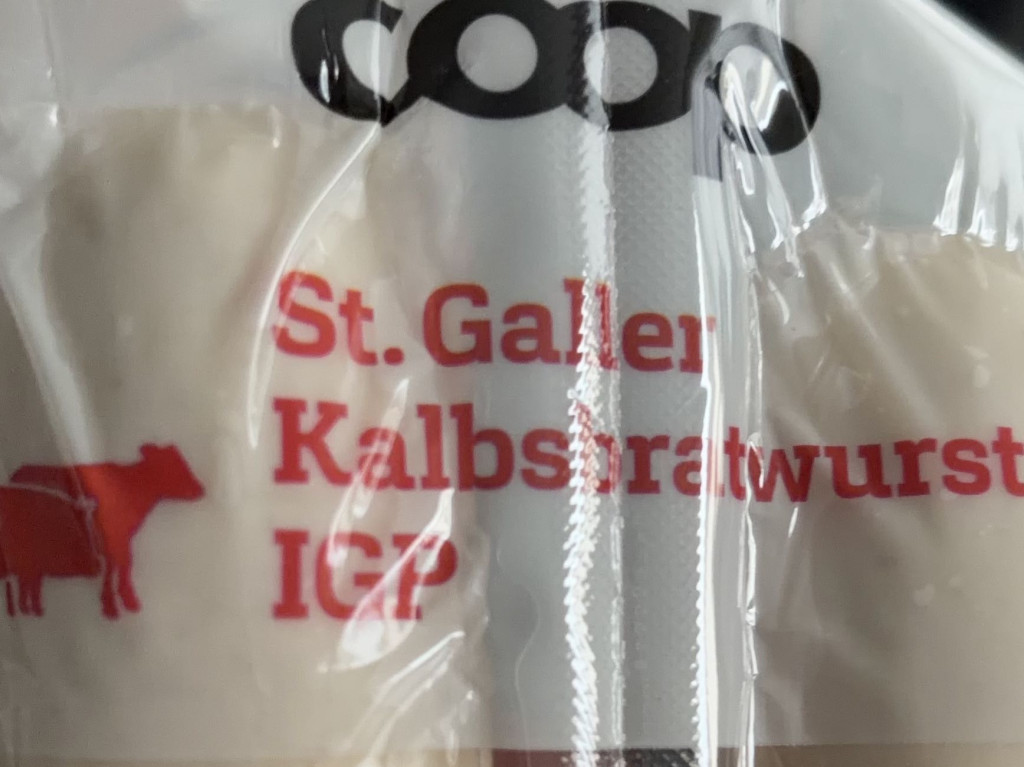 coop
St. Galler
Kalbsbratwurst
IGP